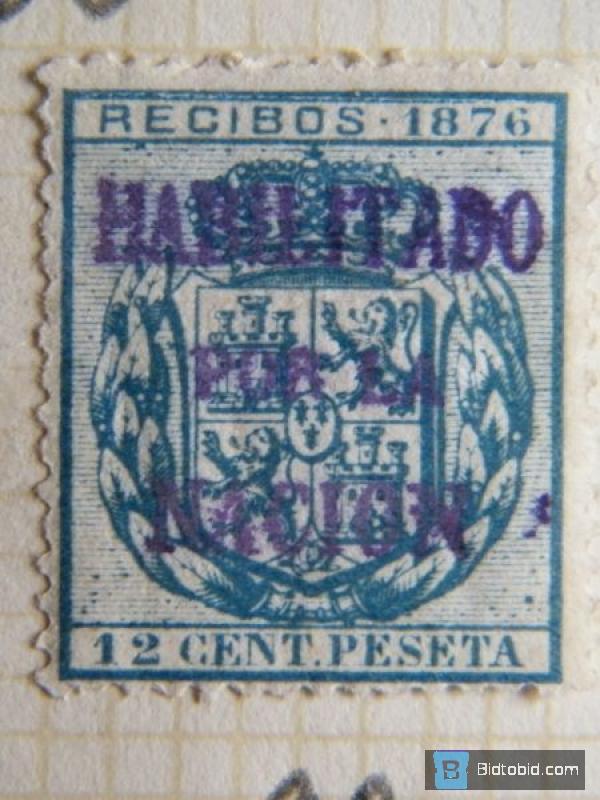 RECIBOS · 1876
HABILITADO
POR LA
NACION
12 CENT. PESETA
B Bidtobid.com